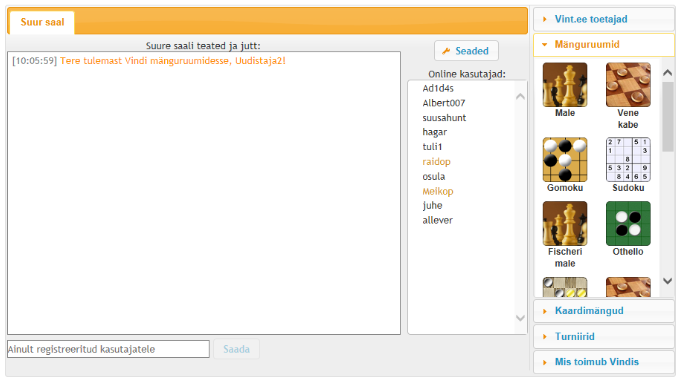 Suur saal
Suure saali teated ja jutt:
[10:05:59] Tere tulemast Vindi mänguruumidesse, Uudistaja2!
Ainult registreeritud kasutajatele
Saada
Seaded
Online kasutajad:
Ad1d4s
Albert007
suusahunt
hagar
tuli1
raidop
osula
Meikop
juhe
allever
Vint.ee toetajad
Mänguruumid
Male
Vene
kabe
Gomoku
Sudoku
Fischeri
male
Othello
Kaardimängud
Turniirid
Mis toimub Vindis